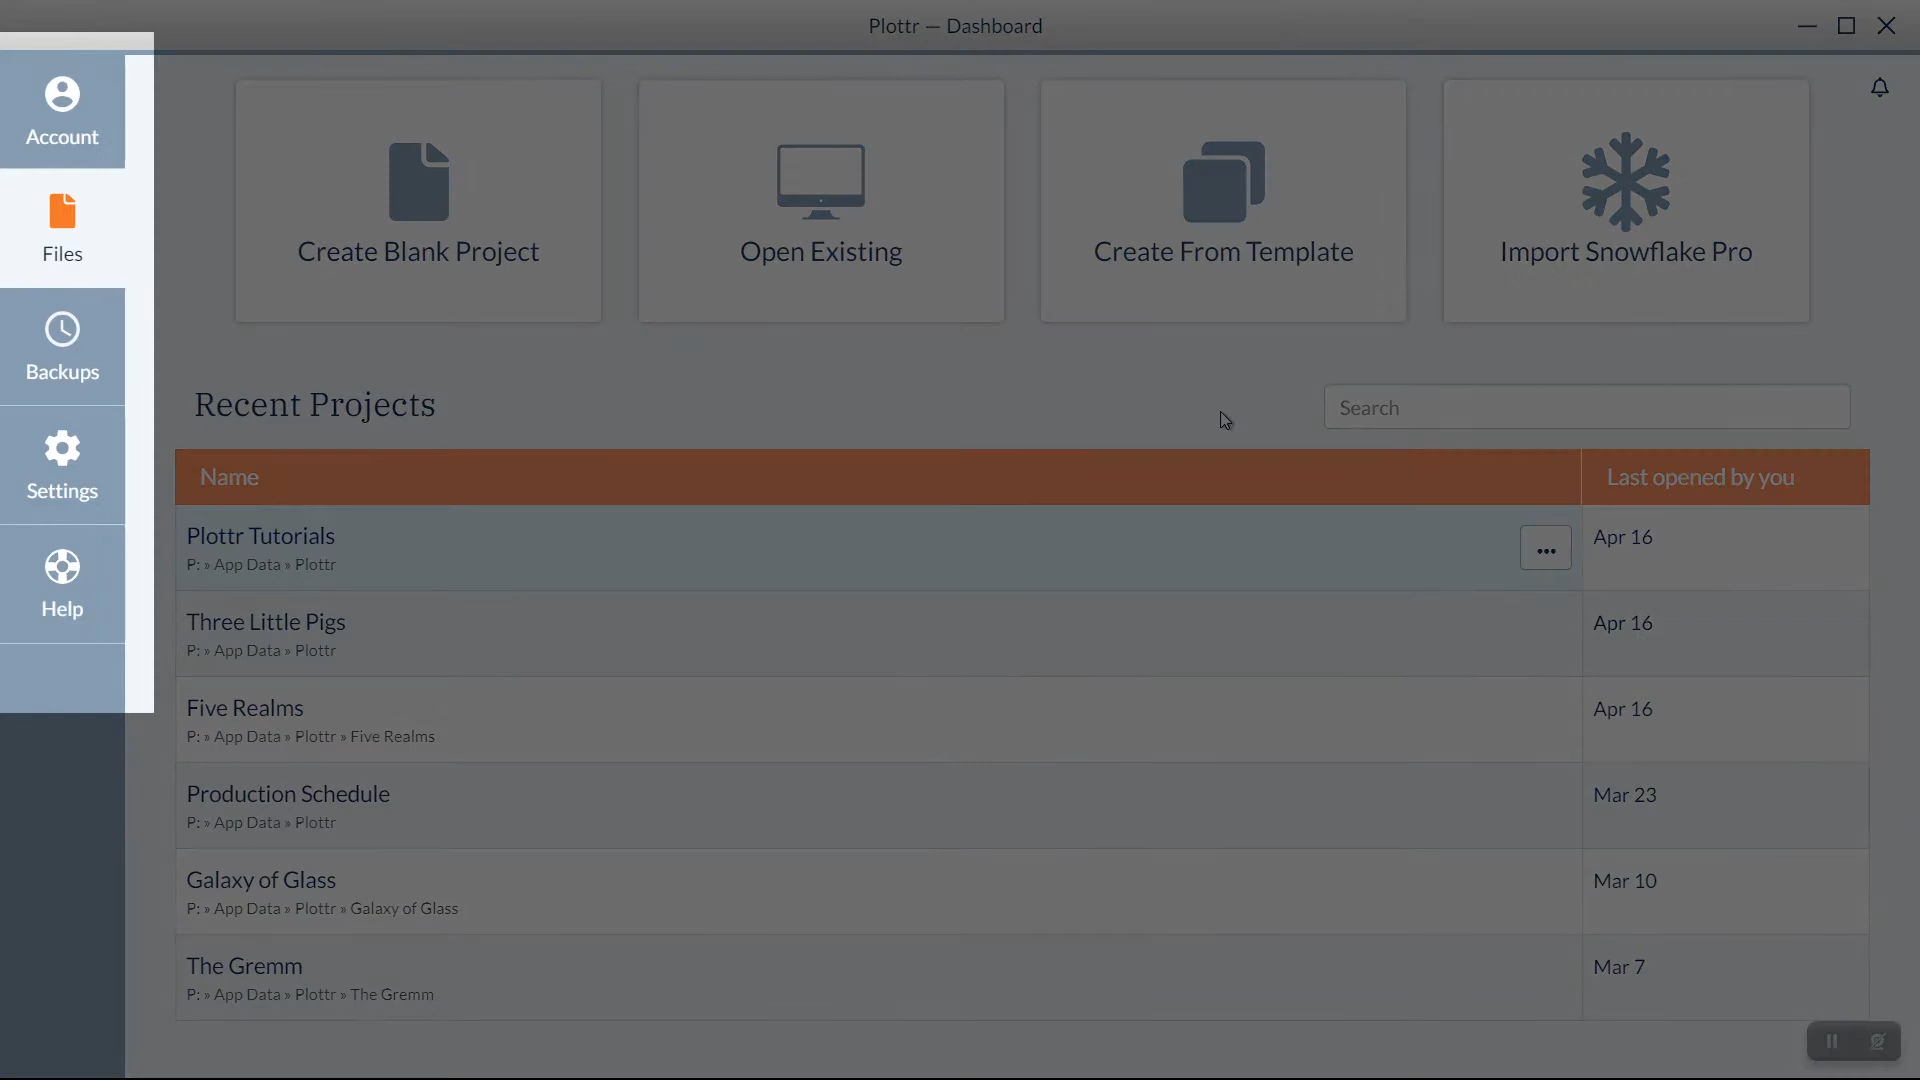 Plottr — Dashboard
Account
Files
Backups
Settings
Help
Create Blank Project
Open Existing
Create From Template
Import Snowflake Pro
Recent Projects
Search
Name
Last opened by you
Plottr Tutorials
P: » App Data » Plottr
Apr 16
Three Little Pigs
P: » App Data » Plottr
Apr 16
Five Realms
P: » App Data » Plottr » Five Realms
Apr 16
Production Schedule
P: » App Data » Plottr
Mar 23
Galaxy of Glass
P: » App Data » Plottr » Galaxy of Glass
Mar 10
The Gremm
P: » App Data » Plottr » The Gremm
Mar 7